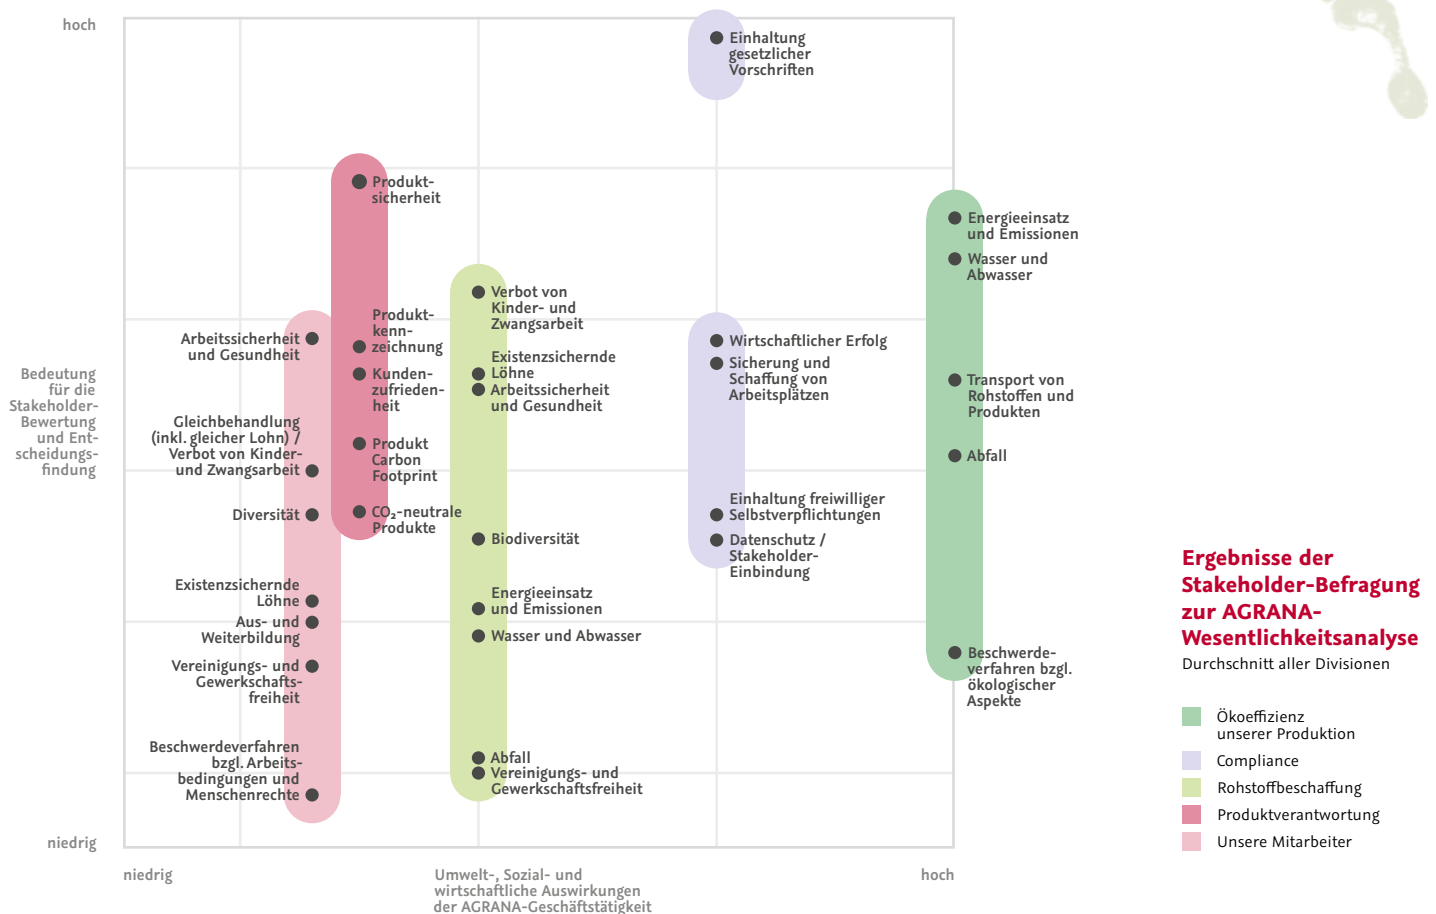 hoch
Bedeutung
für die
Stakeholder-
Bewertung
und Ent-
scheidungs-
findung
niedrig
niedrig
Umwelt-, Sozial- und
wirtschaftliche Auswirkungen
der AGRANA-Geschäftstätigkeit
hoch
Arbeitssicherheit
und Gesundheit
Gleichbehandlung
(inkl. gleicher Lohn) /
Verbot von Kinder-
und Zwangsarbeit
Diversität
Existenzsichernde
Löhne
Aus- und
Weiterbildung
Vereinigungs- und
Gewerkschafts-
freiheit
Beschwerdeverfahren
bzgl. Arbeits-
bedingungen und
Menschenrechte
Produkt-
sicherheit
Produkt-
kenn-
zeichnung
Kunden-
zufrieden-
heit
Produkt
Carbon
Footprint
CO₂-neutrale
Produkte
Verbot von
Kinder- und
Zwangsarbeit
Existenzsichernde
Löhne
Arbeitssicherheit
und Gesundheit
Biodiversität
Energieeinsatz
und Emissionen
Wasser und Abwasser
Abfall
Vereinigungs- und
Gewerkschaftsfreiheit
Einhaltung
gesetzlicher
Vorschriften
Wirtschaftlicher Erfolg
Sicherung und
Schaffung von
Arbeitsplätzen
Einhaltung freiwilliger
Selbstverpflichtungen
Datenschutz /
Stakeholder-
Einbindung
Energieeinsatz
und Emissionen
Wasser und
Abwasser
Transport von
Rohstoffen und
Produkten
Abfall
Beschwerde-
verfahren bzgl.
ökologischer
Aspekte
Ergebnisse der
Stakeholder-Befragung
zur AGRANA-
Wesentlichkeitsanalyse
Durchschnitt aller Divisionen
Ökoeffizienz
unserer Produktion
Compliance
Rohstoffbeschaffung
Produktverantwortung
Unsere Mitarbeiter